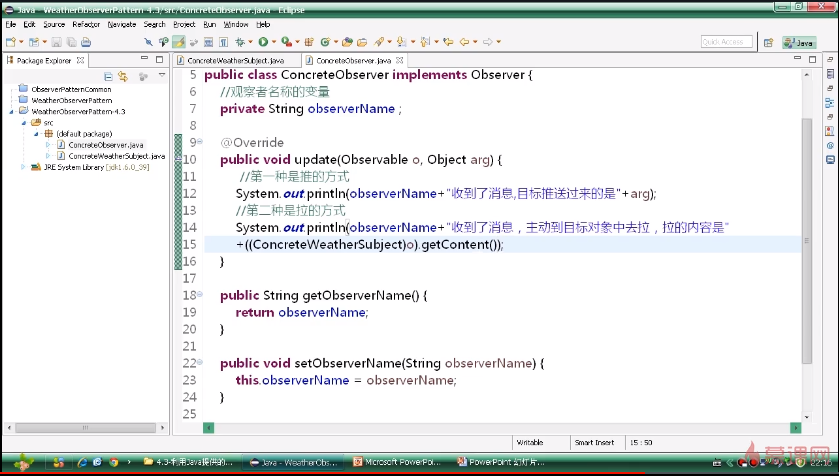 Java - WeatherObserverPattern-4.3/src/ConcreteObserver.java - Eclipse
File Edit Source Refactor Navigate Search Project Run Window Help
Quick Access
Java
Package Explorer
ConcreteWeatherSubject.java
ConcreteObserver.java
ObserverPatternCommon
WeatherObserverPattern
WeatherObserverPattern-4.3
src
(default package)
ConcreteObserver.java
ConcreteWeatherSubject.java
JRE System Library [jdk1.6.0_39]
5 public class ConcreteObserver implements Observer {
6 //观察者名称的变量
7 private String observerName ;
8
9 @Override
10 public void update(Observable o, Object arg) {
11 //第一种是推的方式
12 System.out.println(observerName+"收到了消息,目标推送过来的是"+arg);
13 //第二种是拉的方式
14 System.out.println(observerName+"收到了消息，主动到目标对象中去拉，拉的内容是"
15 +((ConcreteWeatherSubject)o).getContent());
16 }
17
18 public String getObserverName() {
19 return observerName;
20 }
21
22 public void setObserverName(String observerName) {
23 this.observerName = observerName;
24 }
25
Writable
Smart Insert
15 : 50
4.3-利用Java提供的...
Java - WeatherObs...
Microsoft PowerPoi...
PowerPoint 幻灯片...
慕课网
22:16